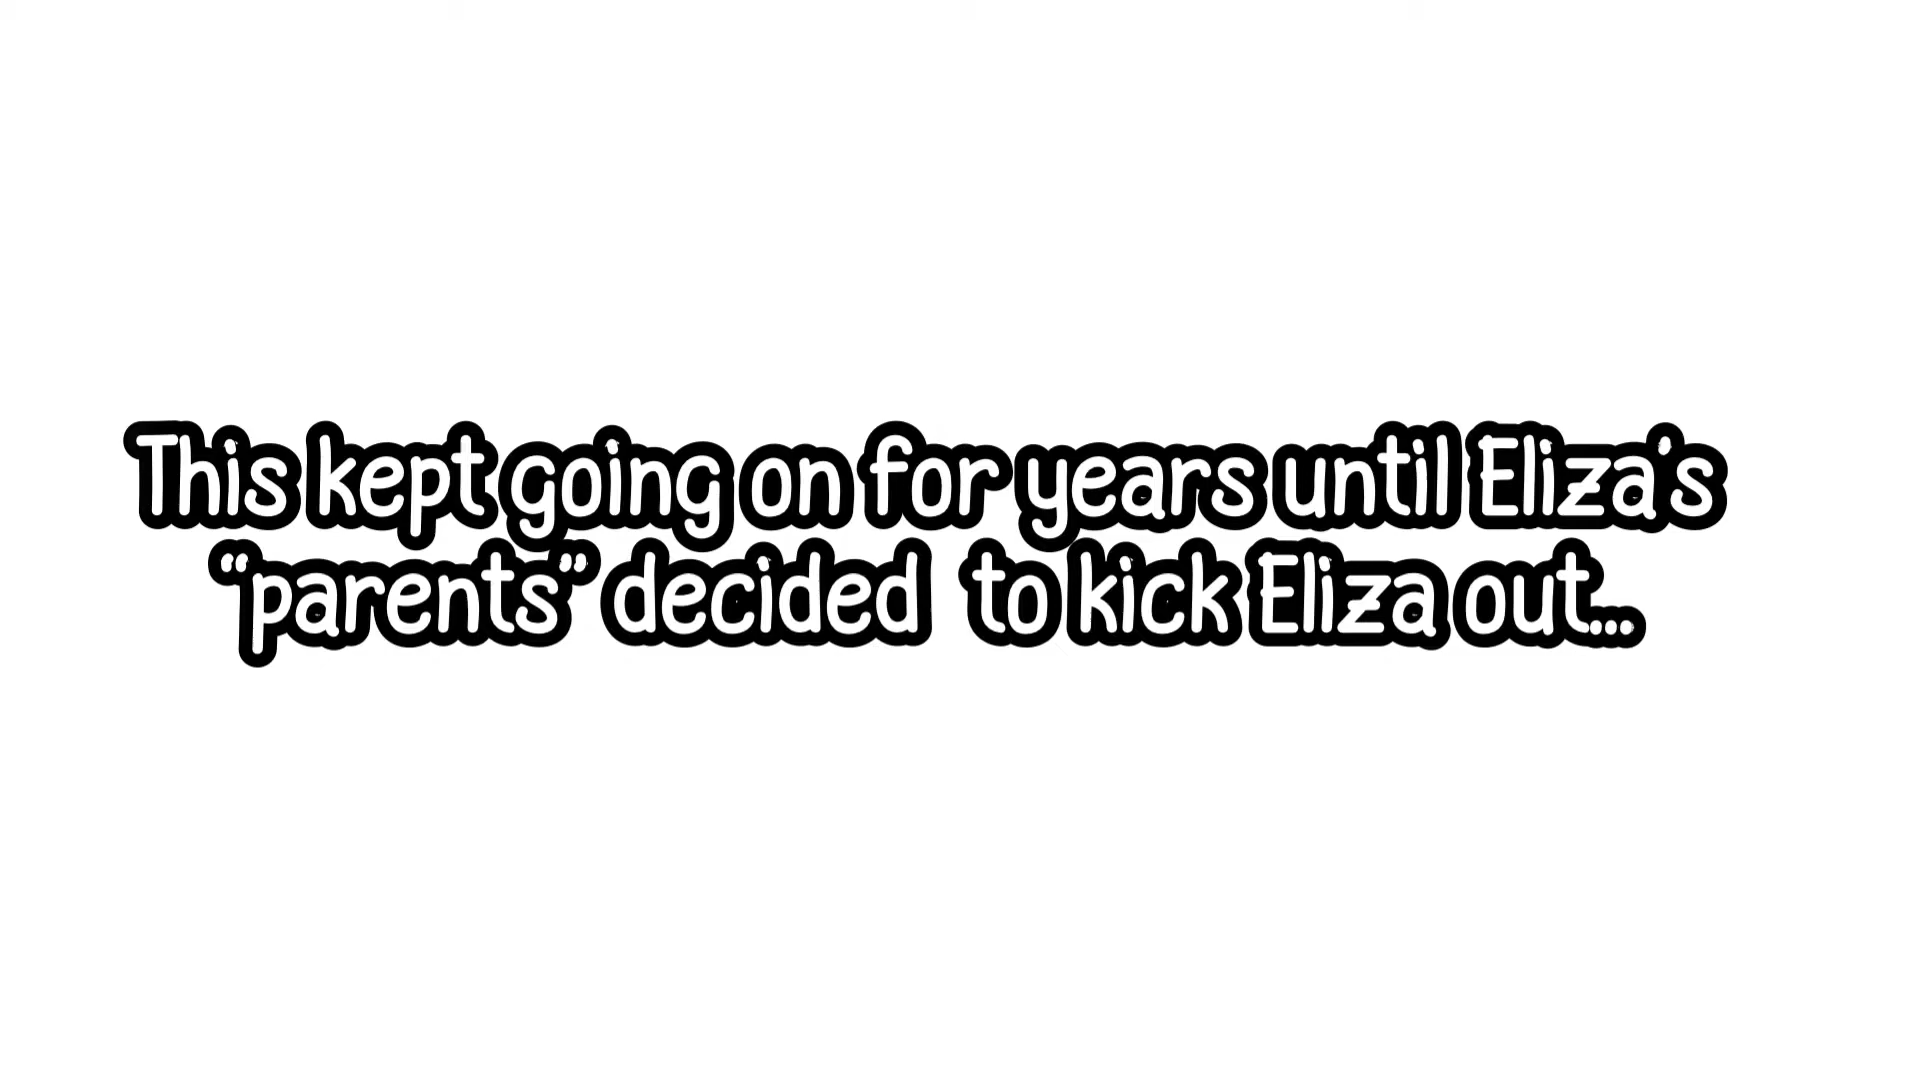 This kept going on for years until Eliza's
“parents” decided  to kick Eliza out...